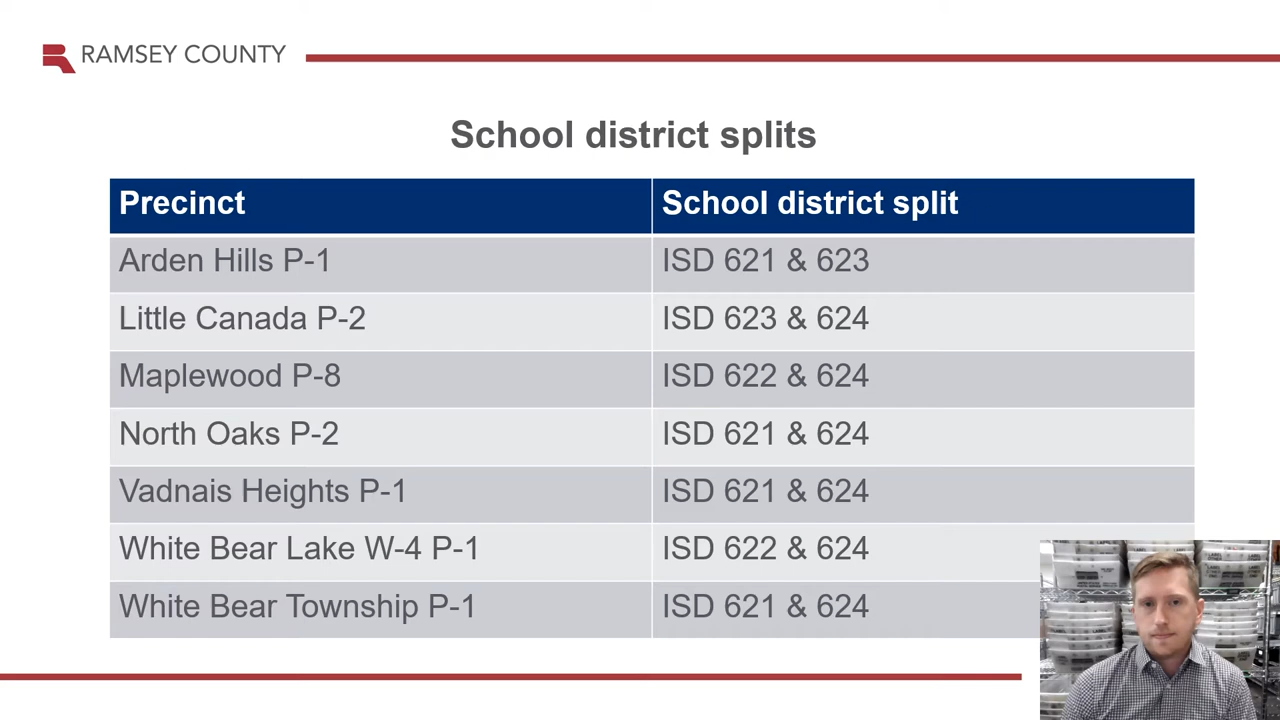 RAMSEY COUNTY
School district splits
Precinct School district split
Arden Hills P-1 ISD 621 & 623
Little Canada P-2 ISD 623 & 624
Maplewood P-8 ISD 622 & 624
North Oaks P-2 ISD 621 & 624
Vadnais Heights P-1 ISD 621 & 624
White Bear Lake W-4 P-1 ISD 622 & 624
White Bear Township P-1 ISD 621 & 624